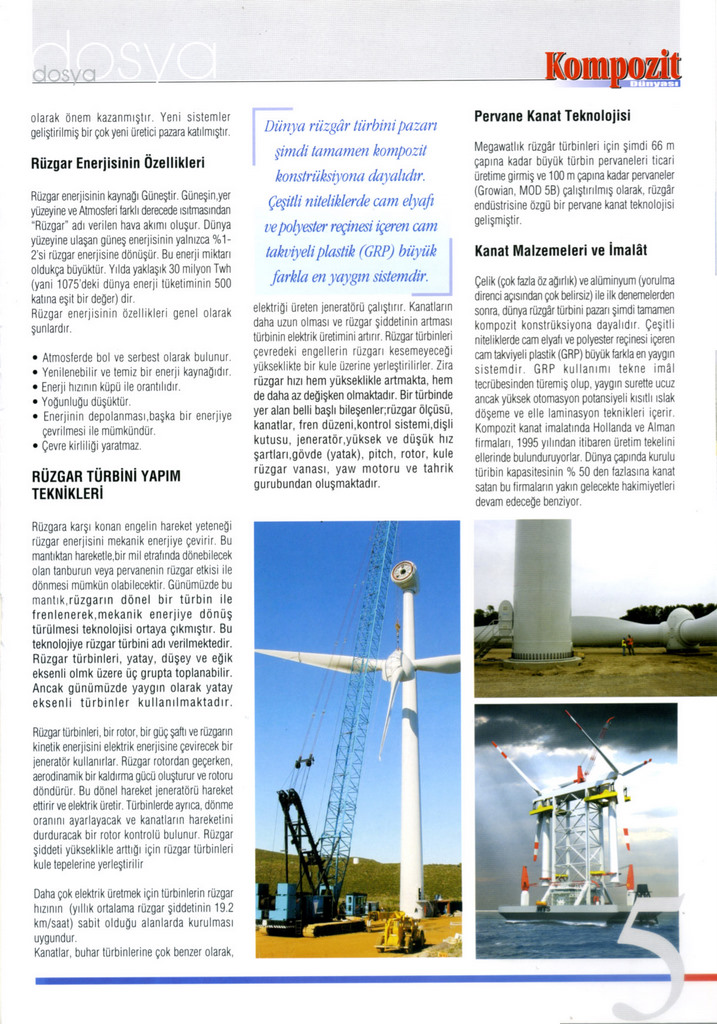 dosya
dosya
Kompozit
Dünyası
olarak önem kazanmıştır. Yeni sistemler
geliştirilmiş bir çok yeni üretici pazara katılmıştır.
Rüzgar Enerjisinin Özellikleri
Rüzgar enerjisinin kaynağı Güneştir. Güneşin,yer
yüzeyine ve Atmosferi farklı derecede ısıtmasından
"Rüzgar" adı verilen hava akımı oluşur. Dünya
yüzeyine ulaşan güneş enerjisinin yalnızca %1-
2'si rüzgar enerjisine dönüşür. Bu enerji miktarı
oldukça büyüktür. Yılda yaklaşık 30 milyon Twh
(yani 1075'deki dünya enerji tüketiminin 500
katına eşit bir değer) dir.
Rüzgar enerjisinin özellikleri genel olarak
şunlardır.
• Atmosferde bol ve serbest olarak bulunur.
• Yenilenebilir ve temiz bir enerji kaynağıdır.
• Enerji hızının küpü ile orantılıdır.
• Yoğunluğu düşüktür.
• Enerjinin depolanması,başka bir enerjiye
çevrilmesi ile mümkündür.
• Çevre kirliliği yaratmaz.
RÜZGAR TÜRBİNİ YAPIM
TEKNİKLERİ
Rüzgara karşı konan engelin hareket yeteneği
rüzgar enerjisini mekanik enerjiye çevirir. Bu
mantıktan hareketle,bir mil etrafında dönebilecek
olan tanburun veya pervanenin rüzgar etkisi ile
dönmesi mümkün olabilecektir. Günümüzde bu
mantık,rüzgarın dönel bir türbin ile
frenlenerek,mekanik enerjiye dönüş
türülmesi teknolojisi ortaya çıkmıştır. Bu
teknolojiye rüzgar türbini adı verilmektedir.
Rüzgar türbinleri, yatay, düşey ve eğik
eksenli olmk üzere üç grupta toplanabilir.
Ancak günümüzde yaygın olarak yatay
eksenli türbinler kullanılmaktadır.
Rüzgar türbinleri, bir rotor, bir güç şaftı ve rüzgarın
kinetik enerjisini elektrik enerjisine çevirecek bir
jeneratör kullanırlar. Rüzgar rotordan geçerken,
aerodinamik bir kaldırma gücü oluşturur ve rotoru
döndürür. Bu dönel hareket jeneratörü hareket
ettirir ve elektrik üretir. Türbinlerde ayrıca, dönme
oranını ayarlayacak ve kanatların hareketini
durduracak bir rotor kontrolü bulunur. Rüzgar
şiddeti yükseklikle arttığı için rüzgar türbinleri
kule tepelerine yerleştirilir
Daha çok elektrik üretmek için türbinlerin rüzgar
hızının (yıllık ortalama rüzgar şiddetinin 19.2
km/saat) sabit olduğu alanlarda kurulması
uygundur.
Kanatlar, buhar türbinlerine çok benzer olarak,
Dünya rüzgâr türbini pazarı
şimdi tamamen kompozit
konstrüksiyona dayalıdır.
Çeşitli niteliklerde cam elyafı
ve polyester reçinesi içeren cam
takviyeli plastik (GRP) büyük
farkla en yaygın sistemdir.
elektriği üreten jeneratörü çalıştırır. Kanatların
daha uzun olması ve rüzgar şiddetinin artması
türbinin elektrik üretimini artırır. Rüzgar türbinleri
çevredeki engellerin rüzgarı kesemeyeceği
yükseklikte bir kule üzerine yerleştirilirler. Zira
rüzgar hızı hem yükseklikle artmakta, hem
de daha az değişken olmaktadır. Bir türbinde
yer alan belli başlı bileşenler;rüzgar ölçüsü,
kanatlar, fren düzeni,kontrol sistemi,dişli
kutusu, jeneratör,yüksek ve düşük hız
şartları,gövde (yatak), pitch, rotor, kule
rüzgar vanası, yaw motoru ve tahrik
gurubundan oluşmaktadır.
Pervane Kanat Teknolojisi
Megawatlık rüzgâr türbinleri için şimdi 66 m
çapına kadar büyük türbin pervaneleri ticari
üretime girmiş ve 100 m çapına kadar pervaneler
(Growian, MOD 5B) çalıştırılmış olarak, rüzgâr
endüstrisine özgü bir pervane kanat teknolojisi
gelişmiştir.
Kanat Malzemeleri ve İmalât
Çelik (çok fazla öz ağırlık) ve alüminyum (yorulma
direnci açısından çok belirsiz) ile ilk denemelerden
sonra, dünya rüzgâr türbini pazarı şimdi tamamen
kompozit konstrüksiyona dayalıdır. Çeşitli
niteliklerde cam elyafı ve polyester reçinesi içeren
cam takviyeli plastik (GRP) büyük farkla en yaygın
sistemdir. GRP kullanımı tekne imâl
tecrübesinden türemiş olup, yaygın surette ucuz
ancak yüksek otomasyon potansiyeli kısıtlı ıslak
döşeme ve elle laminasyon teknikleri içerir.
Kompozit kanat imalatında Hollanda ve Alman
firmaları, 1995 yılından itibaren üretim tekelini
ellerinde bulunduruyorlar. Dünya çapında kurulu
türibin kapasitesinin % 50 den fazlasına kanat
satan bu firmaların yakın gelecekte hakimiyetleri
devam edeceğe benziyor.
5